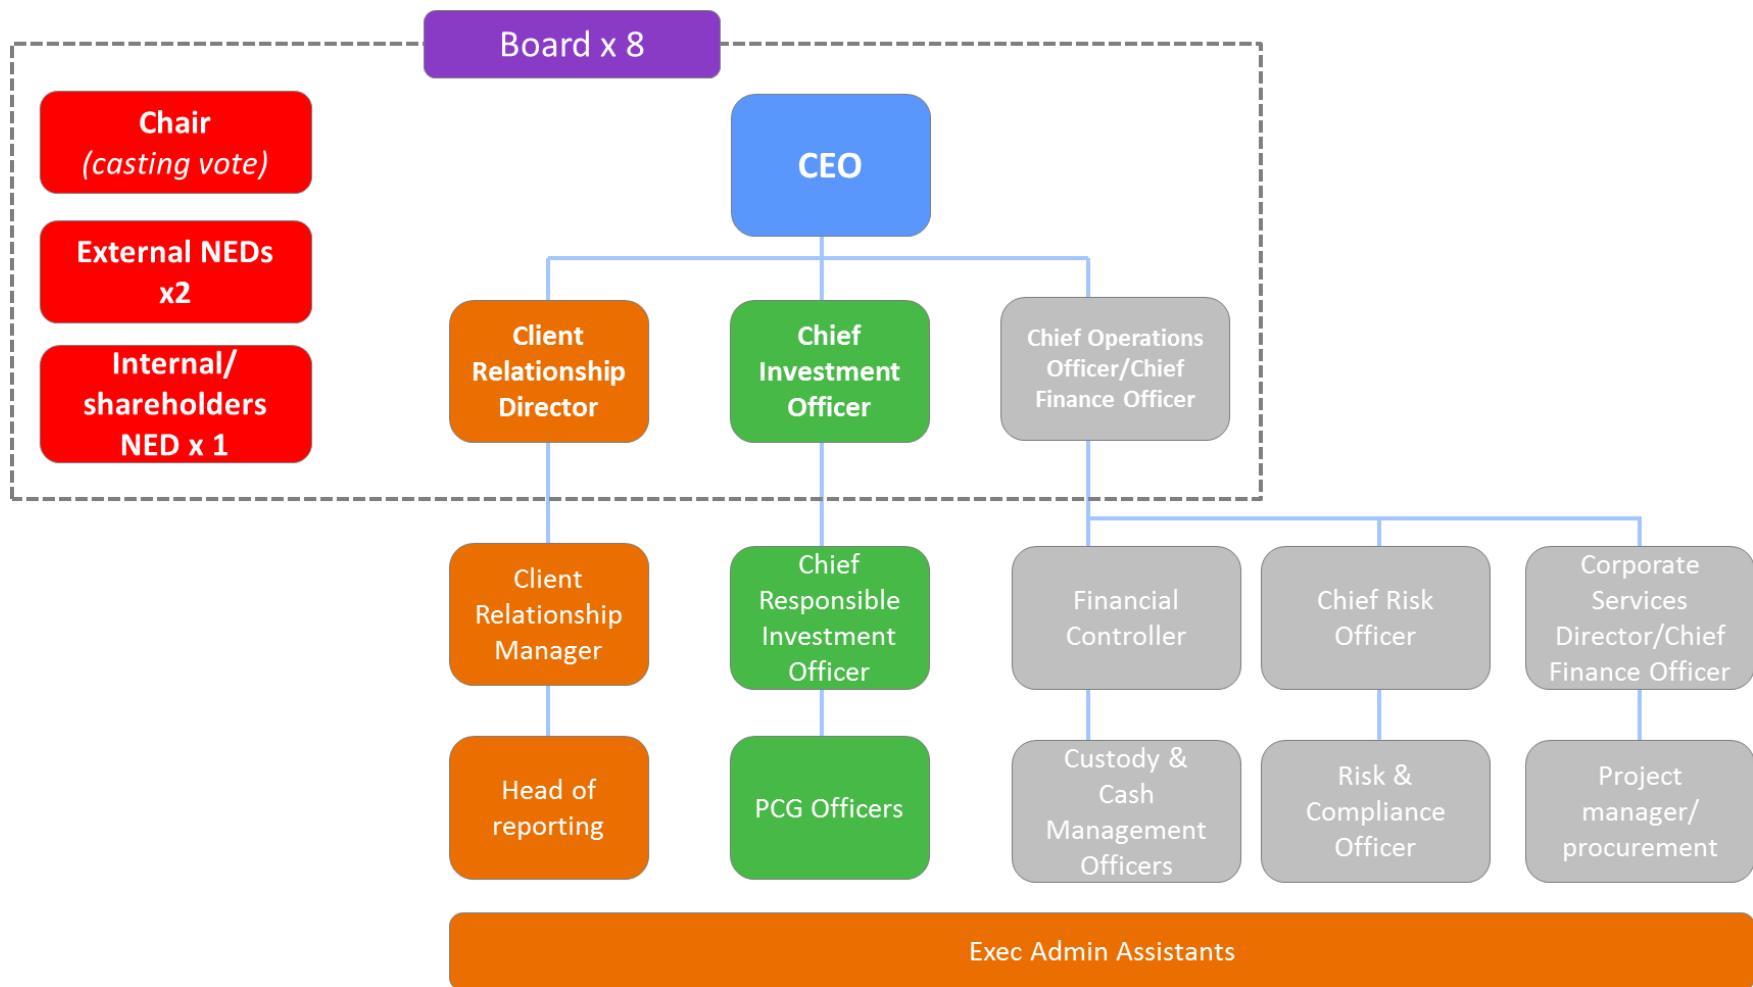 Board x 8
Chair
(casting vote)
External NEDs
x2
Internal/
shareholders
NED x 1
CEO
Client
Relationship
Director
Chief
Investment
Officer
Chief Operations
Officer/Chief
Finance Officer
Client
Relationship
Manager
Chief
Responsible
Investment
Officer
Financial
Controller
Chief Risk
Officer
Corporate
Services
Director/Chief
Finance Officer
Head of
reporting
PCG Officers
Custody &
Cash
Management
Officers
Risk &
Compliance
Officer
Project
manager/
procurement
Exec Admin Assistants